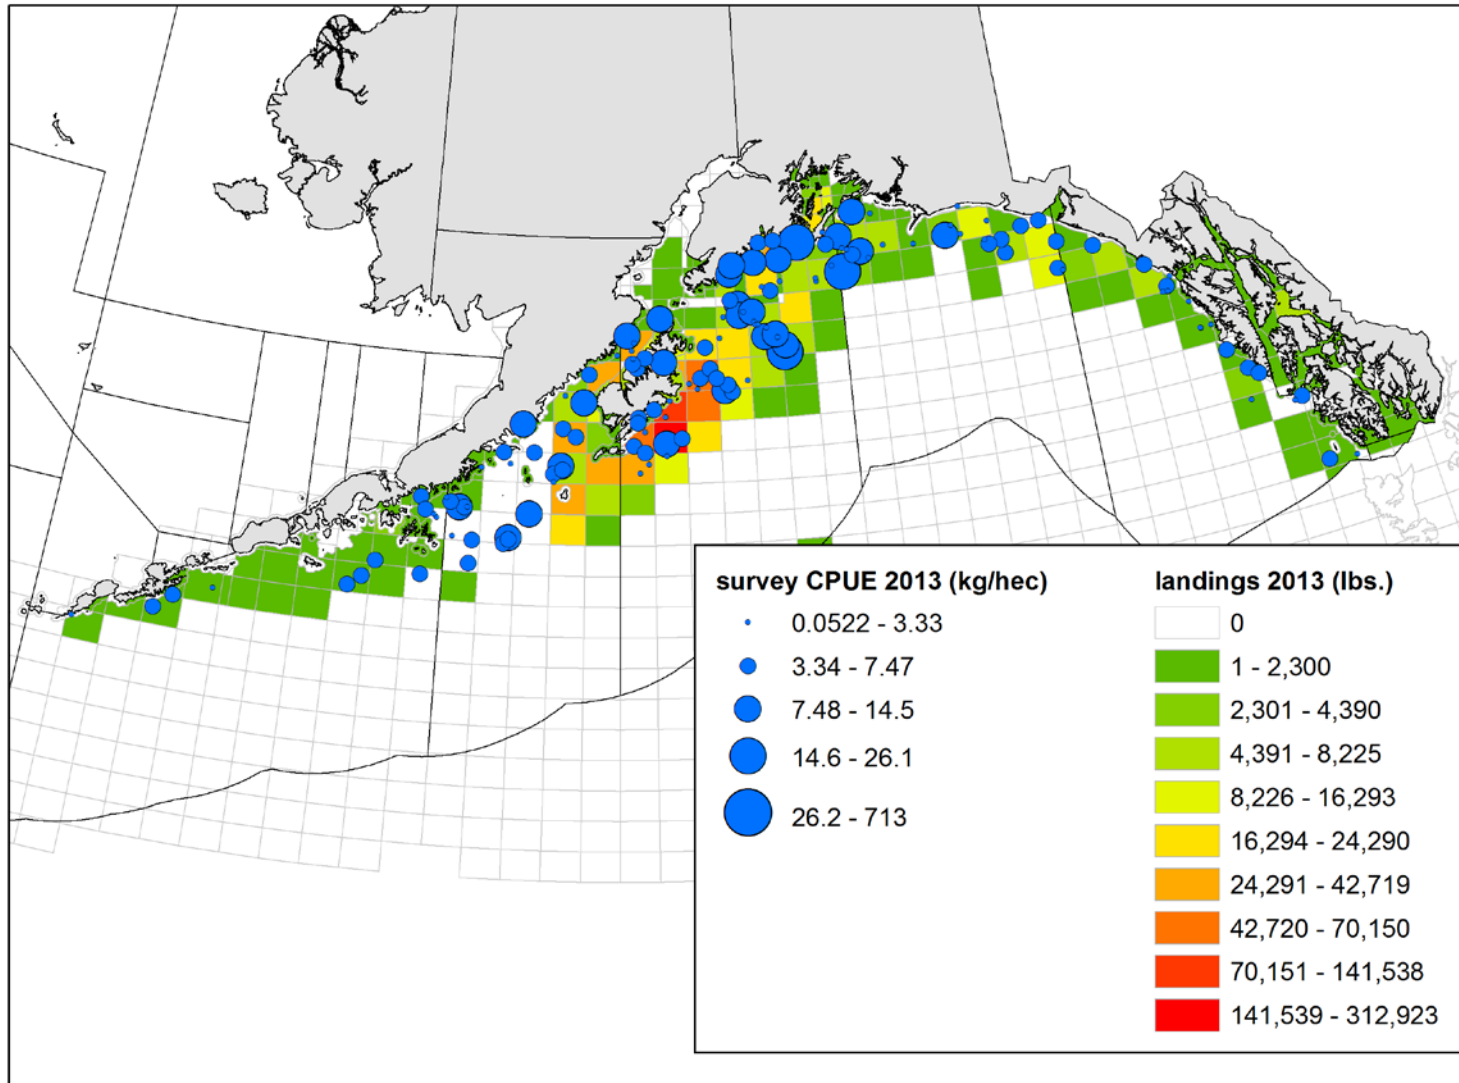 survey CPUE 2013 (kg/hec)
0.0522 - 3.33
3.34 - 7.47
7.48 - 14.5
14.6 - 26.1
26.2 - 713
landings 2013 (lbs.)
0
1 - 2,300
2,301 - 4,390
4,391 - 8,225
8,226 - 16,293
16,294 - 24,290
24,291 - 42,719
42,720 - 70,150
70,151 - 141,538
141,539 - 312,923